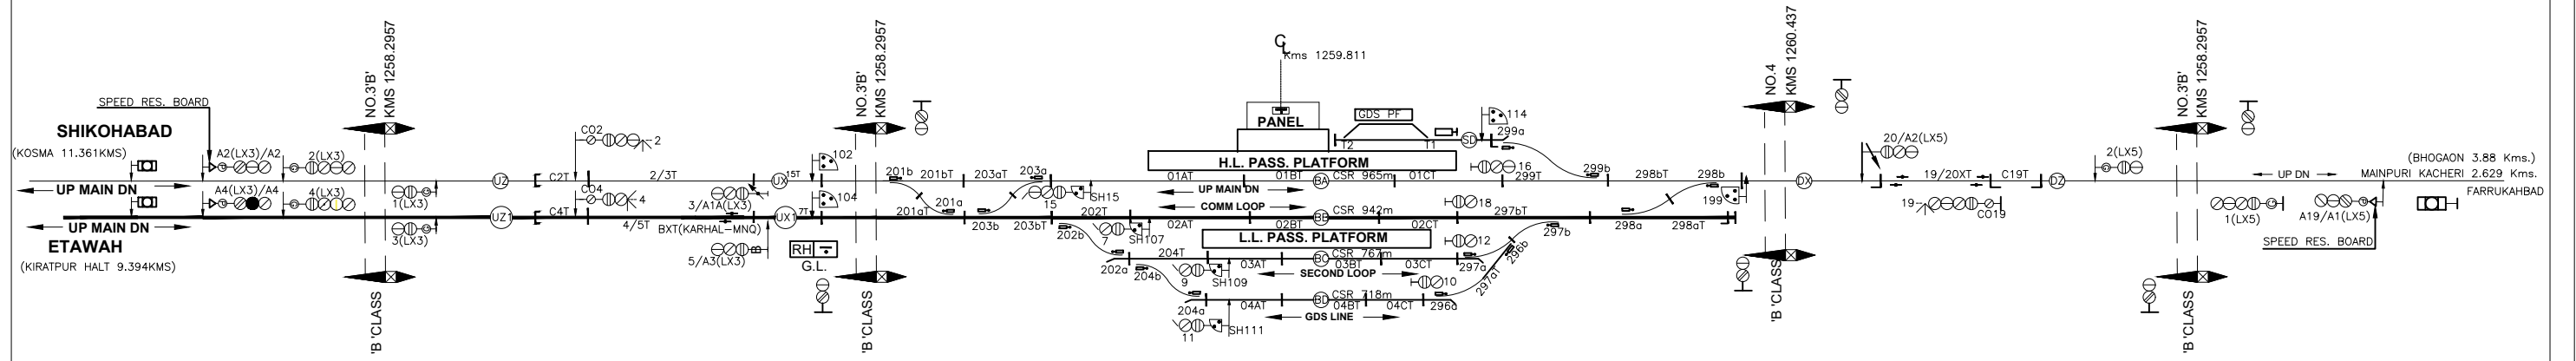 SPEED RES. BOARD
SHIKOHABAD
(KOSMA 11.361KMS)
UP MAIN DN
UP MAIN DN
ETAWAH
(KIRATPUR HALT 9.394KMS)
A2(LX3)/A2
2(LX3)
A4(LX3)/A4
4(LX3)
NO.3'B'
KMS 1258.2957
'B 'CLASS
1(LX3)
3(LX3)
UZ
UZ1
C2T
C4T
CO2
2
CO4
4
2/3T
4/5T
3/A1A(LX3)
BXT(KARHAL-MNQ)
5/A3(LX3)
B
UX
15T
UX1
7T
102
104
RH
G.L.
NO.3'B'
KMS 1258.2957
'B 'CLASS
201b
201bT
203aT
203a
201aT
201a
203b
203bT
15
SH15
202T
202b
7
SH107
202a
204b
204T
204a
9
SH109
11
SH111
C
L
Kms 1259.811
PANEL
GDS PF
T2
T1
SD
114
299a
H.L. PASS. PLATFORM
01AT
01BT
BA
CSR 965m
01CT
UP MAIN DN
COMM LOOP
16
299T
299b
298bT
298b
199
02AT
02BT
BB
CSR 942m
02CT
18
297bT
297b
298a
298aT
L.L. PASS. PLATFORM
12
03AT
BC
03BT
CSR 767m
03CT
SECOND LOOP
297a
297aT
296b
10
04AT
BD
CSR 718m
04BT
04CT
296a
GDS LINE
NO.4
KMS 1260.437
'B 'CLASS
DX
20/A2(LX5)
19/20XT
19
CO19
C19T
DZ
2(LX5)
NO.3'B'
KMS 1258.2957
'B 'CLASS
1(LX5)
UP DN
A19/A1(LX5)
SPEED RES. BOARD
(BHOGAON 3.88 Kms.)
MAINPURI KACHERI 2.629 Kms.
FARRUKAHBAD